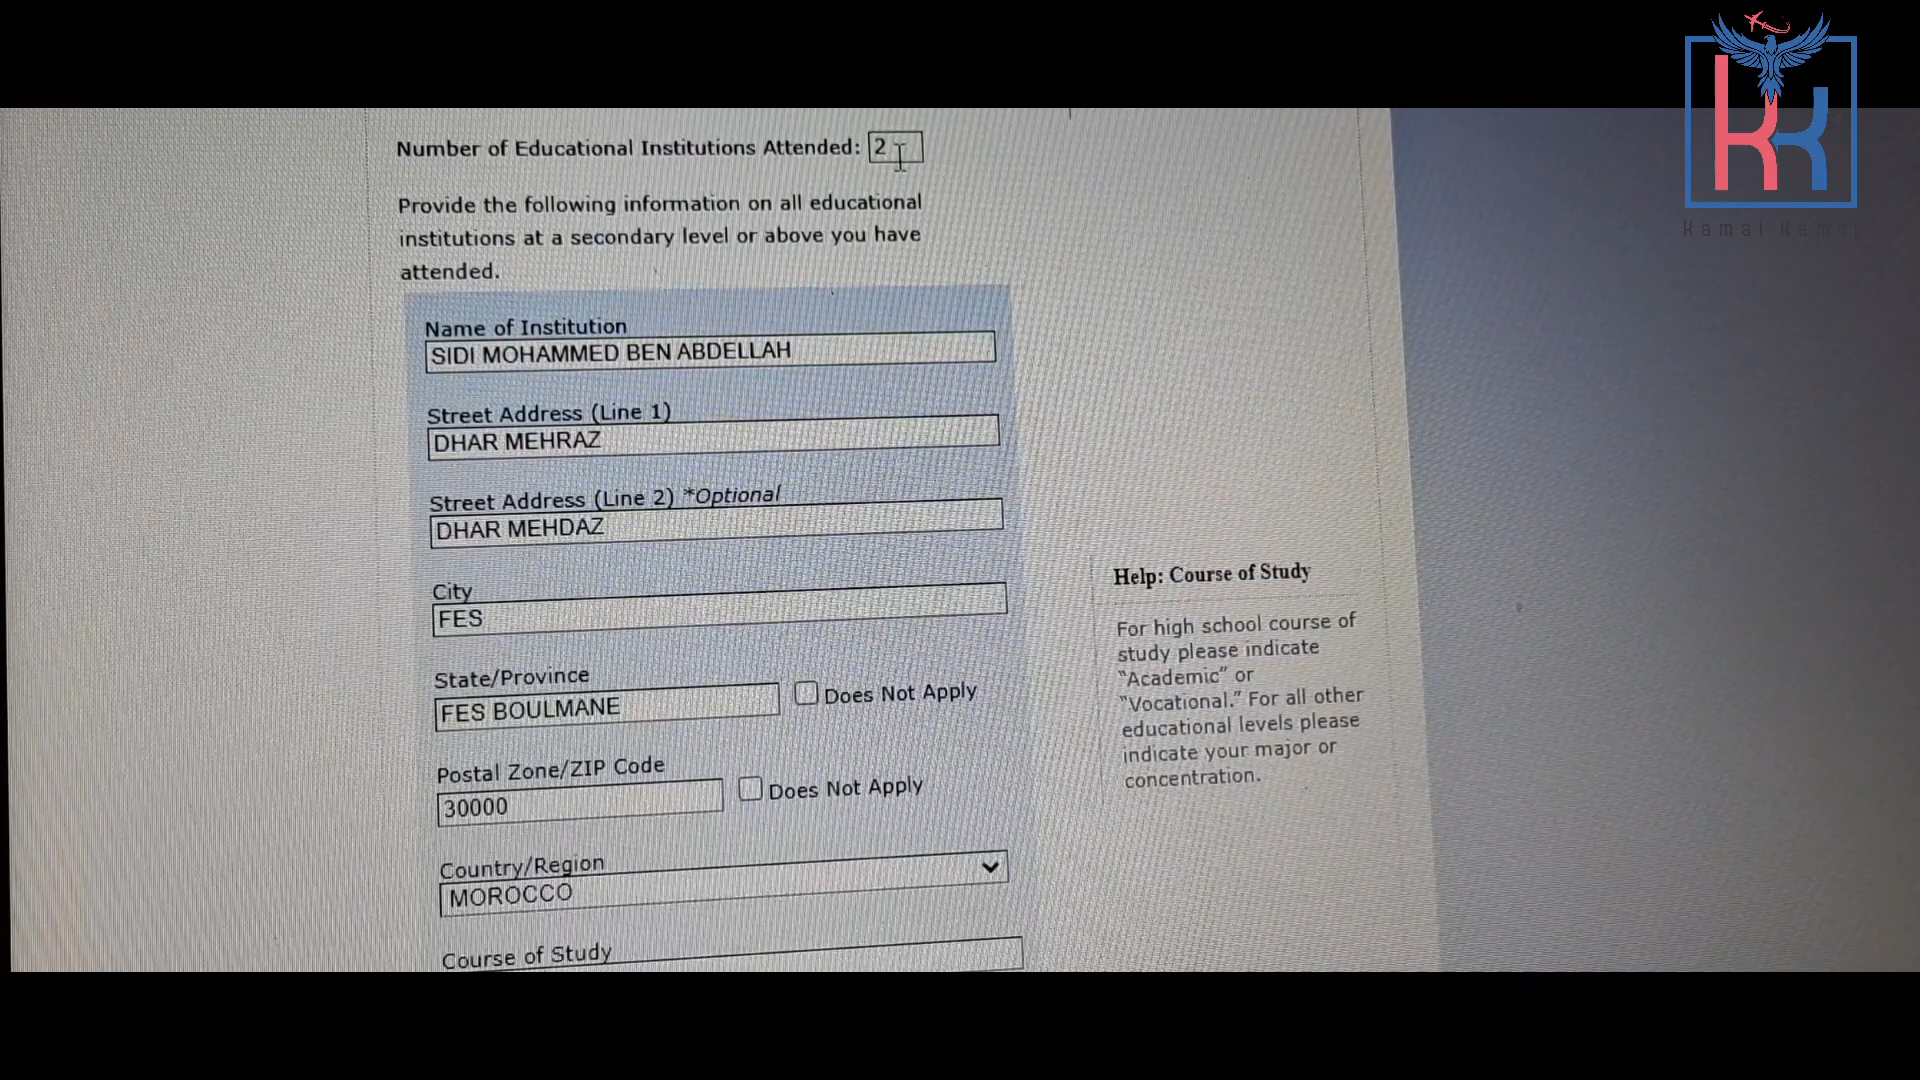 Number of Educational Institutions Attended: 2
Provide the following information on all educational
institutions at a secondary level or above you have
attended.
Name of Institution
SIDI MOHAMMED BEN ABDELLAH
Street Address (Line 1)
DHAR MEHRAZ
Street Address (Line 2) *Optional
DHAR MEHDAZ
City
FES
State/Province
FES BOULMANE
Does Not Apply
Postal Zone/ZIP Code
30000
Does Not Apply
Country/Region
MOROCCO
Course of Study
Help: Course of Study
For high school course of
study please indicate
“Academic” or
“Vocational.” For all other
educational levels please
indicate your major or
concentration.
Kamal